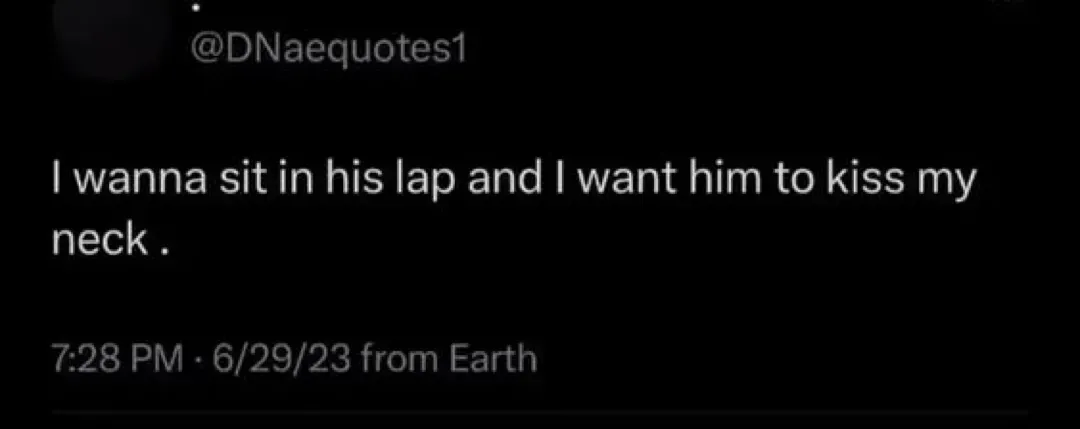 @DNaequotes1
I wanna sit in his lap and I want him to kiss my
neck .
7:28 PM · 6/29/23 from Earth